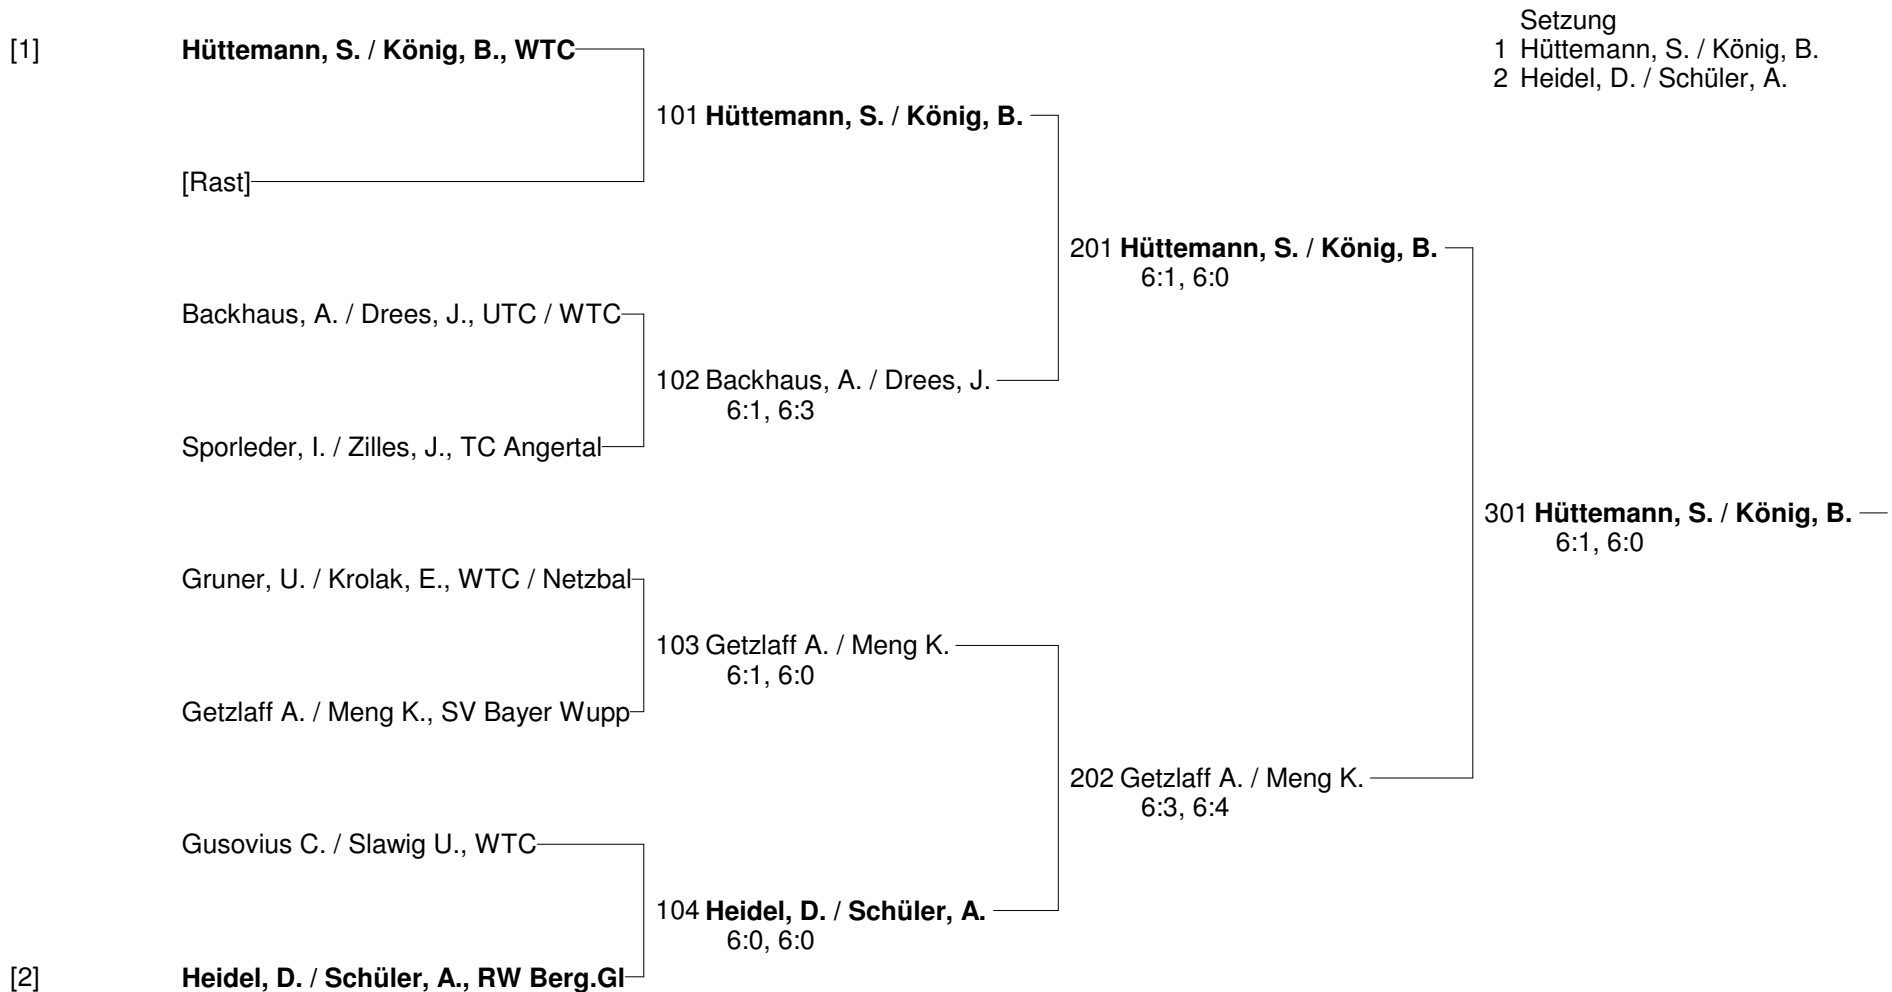 Setzung
1 Hüttemann, S. / König, B.
2 Heidel, D. / Schüler, A.
[1] Hüttemann, S. / König, B., WTC
101 Hüttemann, S. / König, B.
[Rast]
201 Hüttemann, S. / König, B.
6:1, 6:0
Backhaus, A. / Drees, J., UTC / WTC
102 Backhaus, A. / Drees, J.
6:1, 6:3
Sporleder, I. / Zilles, J., TC Angertal
301 Hüttemann, S. / König, B.
6:1, 6:0
Gruner, U. / Krolak, E., WTC / Netzbal
103 Getzlaff A. / Meng K.
6:1, 6:0
Getzlaff A. / Meng K., SV Bayer Wupp
202 Getzlaff A. / Meng K.
6:3, 6:4
Gusovius C. / Slawig U., WTC
104 Heidel, D. / Schüler, A.
6:0, 6:0
[2] Heidel, D. / Schüler, A., RW Berg.Gl